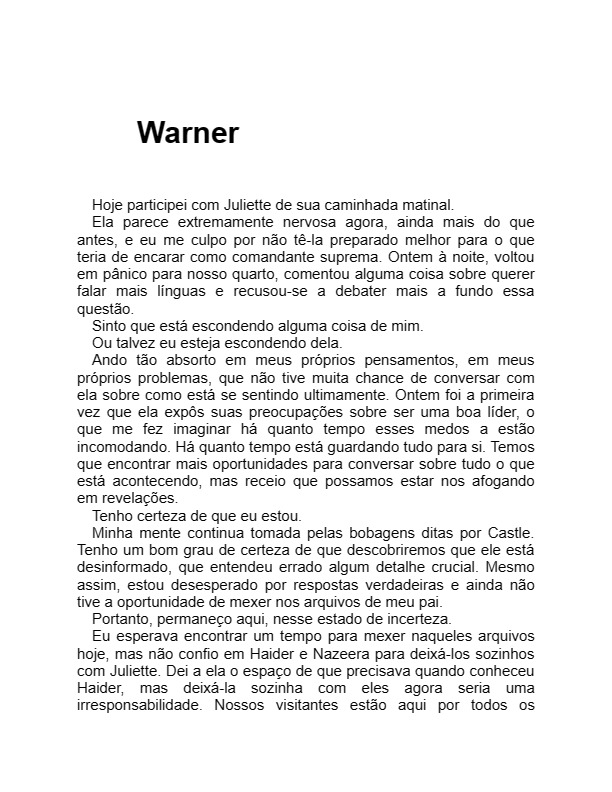 Warner
Hoje participei com Juliette de sua caminhada matinal.
Ela parece extremamente nervosa agora, ainda mais do que
antes, e eu me culpo por não tê-la preparado melhor para o que
teria de encarar como comandante suprema. Ontem à noite, voltou
em pânico para nosso quarto, comentou alguma coisa sobre querer
falar mais línguas e recusou-se a debater mais a fundo essa
questão.
Sinto que está escondendo alguma coisa de mim.
Ou talvez eu esteja escondendo dela.
Ando tão absorto em meus próprios pensamentos, em meus
próprios problemas, que não tive muita chance de conversar com
ela sobre como está se sentindo ultimamente. Ontem foi a primeira
vez que ela expôs suas preocupações sobre ser uma boa líder, o
que me fez imaginar há quanto tempo esses medos a estão
incomodando. Há quanto tempo está guardando tudo para si. Temos
que encontrar mais oportunidades para conversar sobre tudo o que
está acontecendo, mas receio que possamos estar nos afogando
em revelações.
Tenho certeza de que eu estou.
Minha mente continua tomada pelas bobagens ditas por Castle.
Tenho um bom grau de certeza de que descobriremos que ele está
desinformado, que entendeu errado algum detalhe crucial. Mesmo
assim, estou desesperado por respostas verdadeiras e ainda não
tive a oportunidade de mexer nos arquivos de meu pai.
Portanto, permaneço aqui, nesse estado de incerteza.
Eu esperava encontrar um tempo para mexer naqueles arquivos
hoje, mas não confio em Haider e Nazeera para deixá-los sozinhos
com Juliette. Dei a ela o espaço de que precisava quando conheceu
Haider, mas deixá-la sozinha com eles agora seria uma
irresponsabilidade. Nossos visitantes estão aqui por todos os